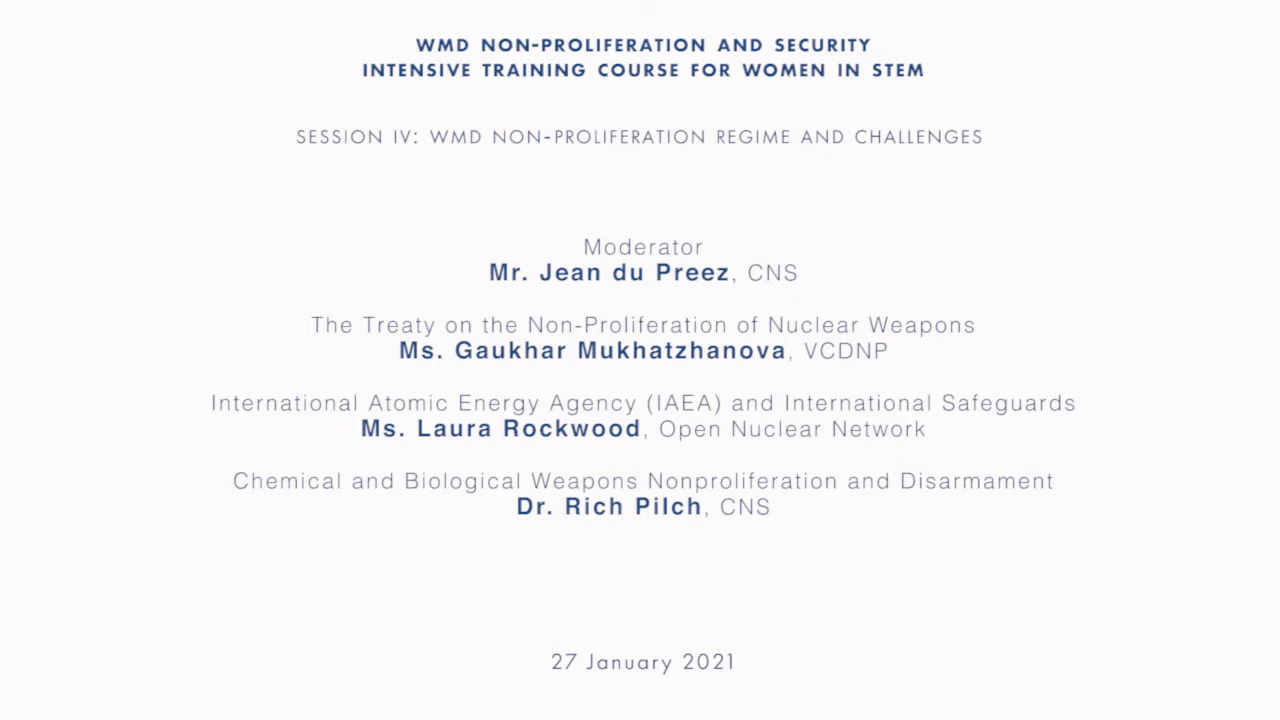 WMD NON-PROLIFERATION AND SECURITY
INTENSIVE TRAINING COURSE FOR WOMEN IN STEM
SESSION IV: WMD NON-PROLIFERATION REGIME AND CHALLENGES
Moderator
Mr. Jean du Preez, CNS
The Treaty on the Non-Proliferation of Nuclear Weapons
Ms. Gaukhar Mukhatzhanova, VCDNP
International Atomic Energy Agency (IAEA) and International Safeguards
Ms. Laura Rockwood, Open Nuclear Network
Chemical and Biological Weapons Nonproliferation and Disarmament
Dr. Rich Pilch, CNS
27 January 2021